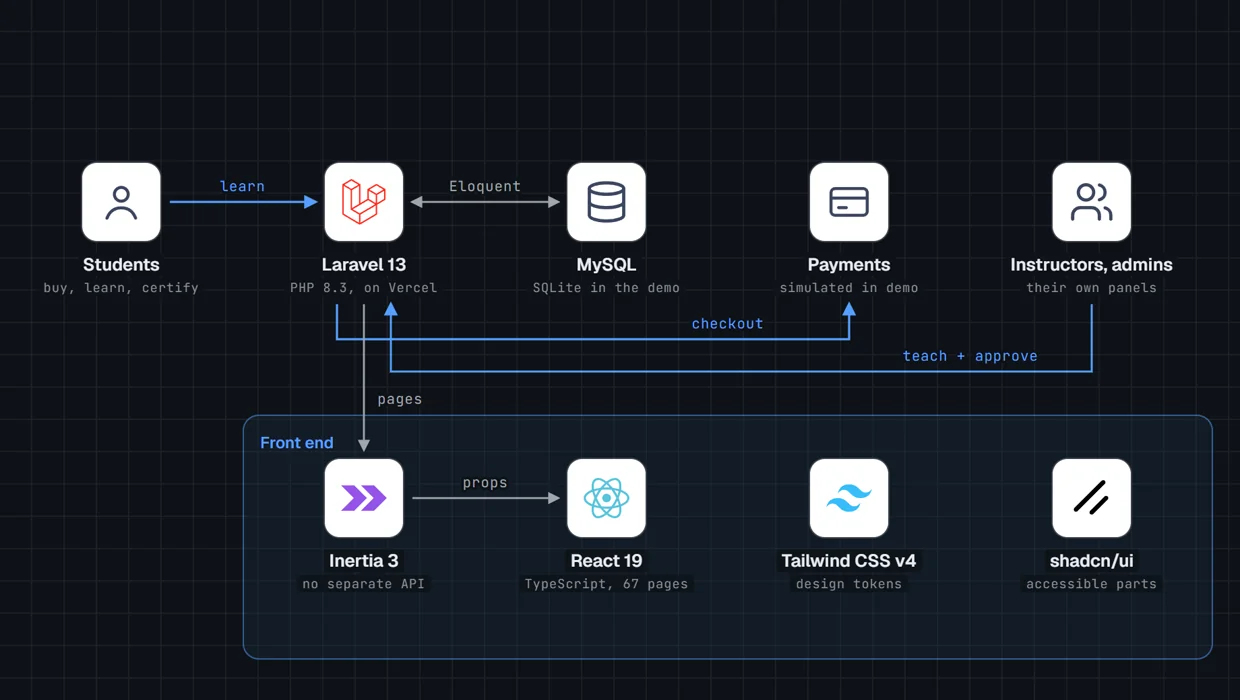 learn
Eloquent
Students
buy, learn, certify
Laravel 13
PHP 8.3, on Vercel
MySQL
SQLite in the demo
Payments
simulated in demo
Instructors, admins
their own panels
checkout
teach + approve
pages
Front end
props
Inertia 3
no separate API
React 19
TypeScript, 67 pages
Tailwind CSS v4
design tokens
shadcn/ui
accessible parts